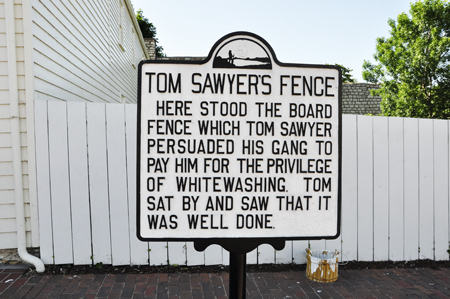 TOM SAWYER'S FENCE
HERE STOOD THE BOARD
FENCE WHICH TOM SAWYER
PERSUADED HIS GANG TO
PAY HIM FOR THE PRIVILEGE
OF WHITEWASHING. TOM
SAT BY AND SAW THAT IT
WAS WELL DONE.